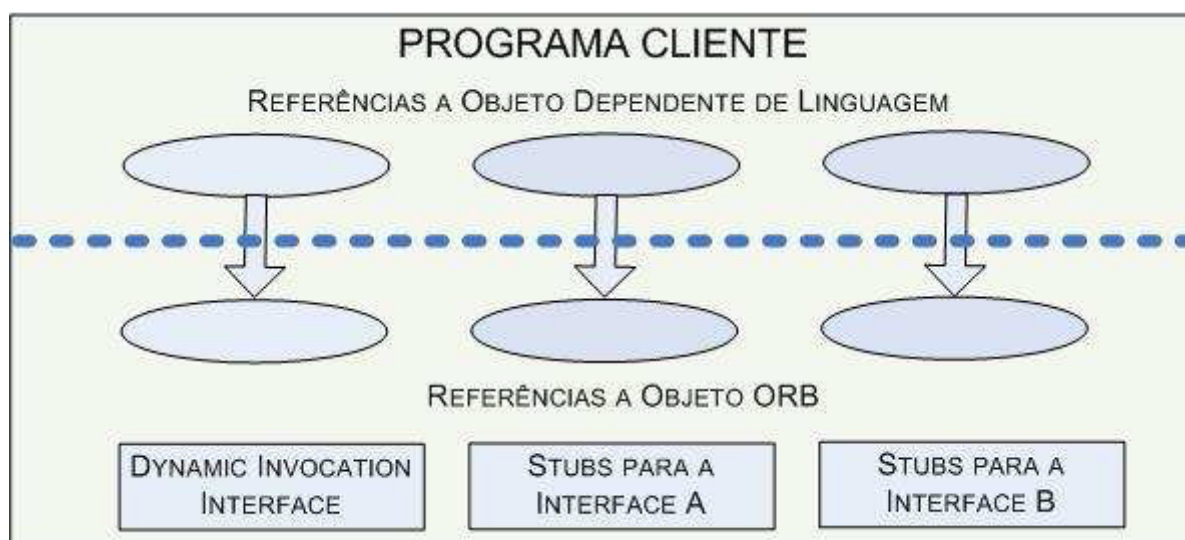 PROGRAMA CLIENTE
REFERÊNCIAS A OBJETO DEPENDENTE DE LINGUAGEM
REFERÊNCIAS A OBJETO ORB
DYNAMIC INVOCATION
INTERFACE
STUBS PARA A
INTERFACE A
STUBS PARA A
INTERFACE B